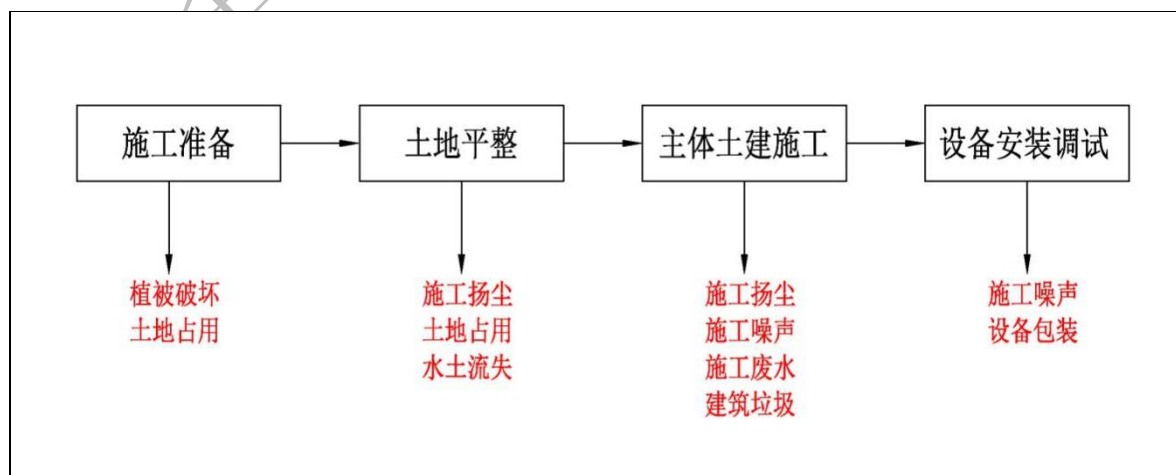 施工准备
土地平整
主体土建施工
设备安装调试
植被破坏
土地占用
施工扬尘
土地占用
水土流失
施工扬尘
施工噪声
施工废水
建筑垃圾
施工噪声
设备包装